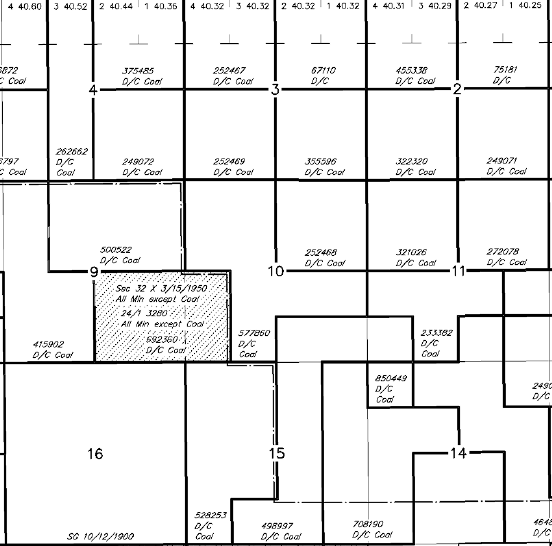 4 40.60 3 40.52 2 40.44 1 40.36 4 40.32 3 40.32 2 40.32 1 40.32 4 40.31 3 40.29 2 40.27 1 40.25
375485
D/C Coal
252467
D/C Coal
67110
D/C
455338
D/C Coal
75181
D/C
4
3
2
262662
D/C
Coal
249072
D/C Coal
252469
D/C Coal
355596
D/C Coal
322320
D/C Coal
249071
D/C Coal
500522
D/C Coal
252468
D/C Coal
321026
D/C Coal
272078
D/C Coal
9
10
11
Sec 32 X 3/15/1950
All Min except Coal
24/1 3280
All Min except Coal
692360
D/C Coal
415902
D/C Coal
577860
D/C
Coal
233382
D/C
Coal
850449
D/C
Coal
16
15
14
SG 10/12/1900
528253
D/C
Coal
498997
D/C Coal
708190
D/C Coal